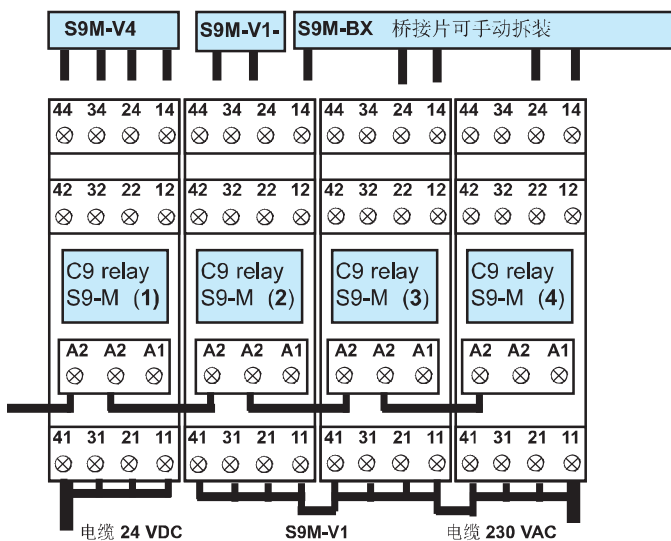 S9M-V4 S9M-V1- S9M-BX 桥接片可手动拆装
44 34 24 14 44 34 24 14 44 34 24 14 44 34 24 14
42 32 22 12 42 32 22 12 42 32 22 12 42 32 22 12
C9 relay C9 relay C9 relay C9 relay
S9-M (1) S9-M (2) S9-M (3) S9-M (4)
A2 A2 A1 A2 A2 A1 A2 A2 A1 A2 A2 A1
41 31 21 11 41 31 21 11 41 31 21 11 41 31 21 11
电缆 24 VDC S9M-V1 电缆 230 VAC